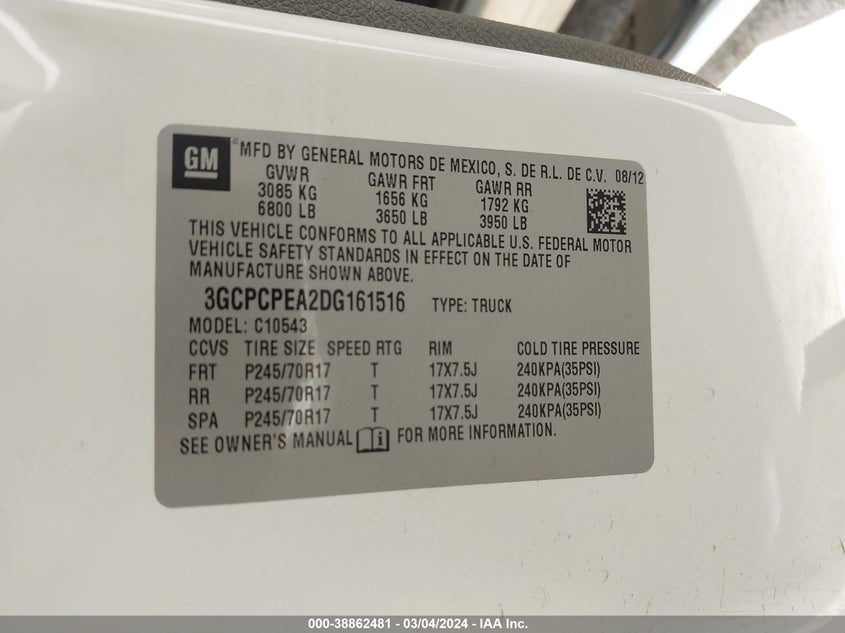 GM
MFD BY GENERAL MOTORS DE MEXICO, S. DE R.L. DE C.V. 08/12
GVWR GAWR FRT GAWR RR
3085 KG 1656 KG 1792 KG
6800 LB 3650 LB 3950 LB
THIS VEHICLE CONFORMS TO ALL APPLICABLE U.S. FEDERAL MOTOR
VEHICLE SAFETY STANDARDS IN EFFECT ON THE DATE OF
MANUFACTURE SHOWN ABOVE.
3GCPCPEA2DG161516 TYPE: TRUCK
MODEL: C10543
CCVS TIRE SIZE SPEED RTG RIM COLD TIRE PRESSURE
FRT P245/70R17 T 17X7.5J 240KPA(35PSI)
RR P245/70R17 T 17X7.5J 240KPA(35PSI)
SPA P245/70R17 T 17X7.5J 240KPA(35PSI)
SEE OWNER'S MANUAL FOR MORE INFORMATION.
000-38862481 - 03/04/2024 - IAA Inc.